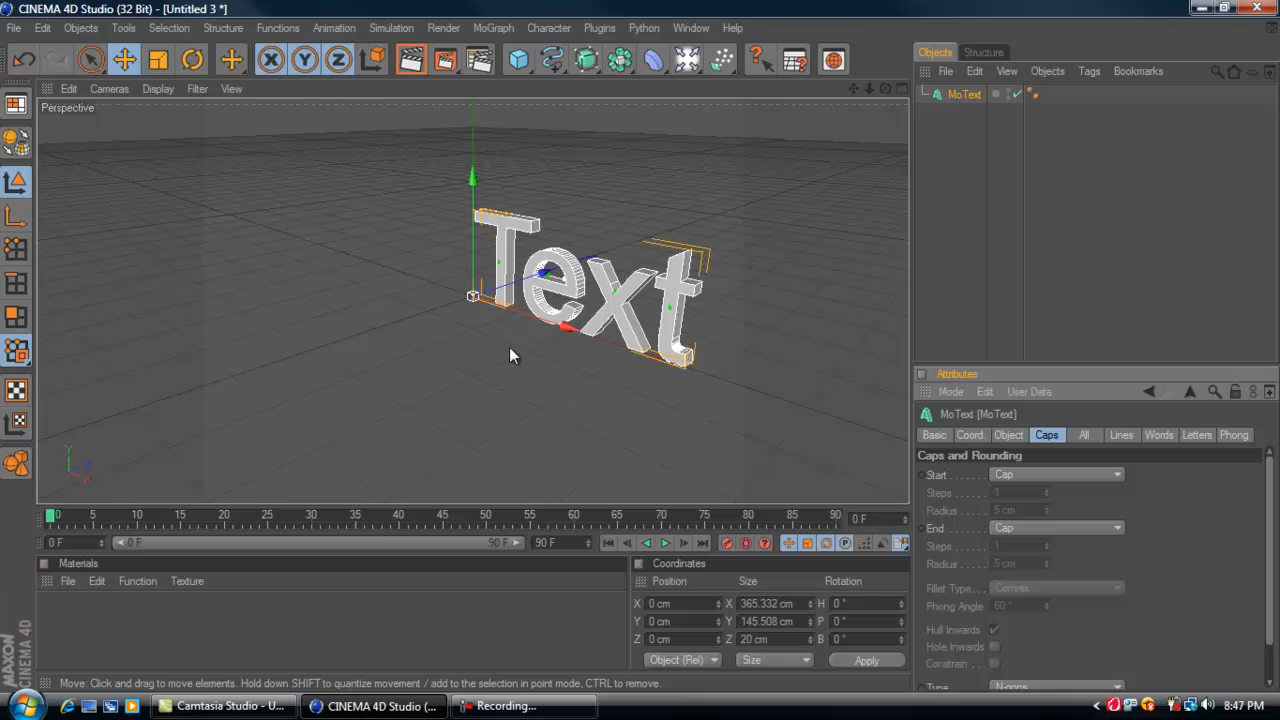 CINEMA 4D Studio (32 Bit) - [Untitled 3 *]
File Edit Objects Tools Selection Structure Functions Animation Simulation Render MoGraph Character Plugins Python Window Help
X Y Z
Edit Cameras Display Filter View
Perspective
Text
Y
Z
X
0 5 10 15 20 25 30 35 40 45 50 55 60 65 70 75 80 85 90 0 F
0 F 0 F 90 F 90 F
Materials
File Edit Function Texture
Coordinates
Position Size Rotation
X 0 cm X 365.332 cm H 0 °
Y 0 cm Y 145.508 cm P 0 °
Z 0 cm Z 20 cm B 0 °
Object (Rel) Size Apply
Objects Structure
File Edit View Objects Tags Bookmarks
MoText
Attributes
Mode Edit User Data
MoText [MoText]
Basic Coord. Object Caps All Lines Words Letters Phong
Caps and Rounding
Start Cap
Steps 1
Radius 5 cm
End Cap
Steps 1
Radius 5 cm
Fillet Type Convex
Phong Angle 60 °
Hull Inwards
Hole Inwards
Constrain
Type N-gons
MAXON
CINEMA 4D
Move: Click and drag to move elements. Hold down SHIFT to quantize movement / add to the selection in point mode, CTRL to remove.
Camtasia Studio - U... CINEMA 4D Studio (... Recording... 8:47 PM